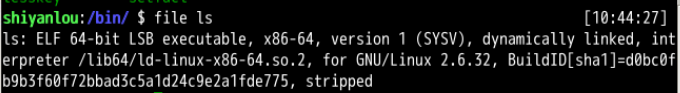 shiyanlou:/bin/ $ file ls [10:44:27]
ls: ELF 64-bit LSB executable, x86-64, version 1 (SYSV), dynamically linked, int
erpreter /lib64/ld-linux-x86-64.so.2, for GNU/Linux 2.6.32, BuildID[sha1]=d0bc0f
b9b3f60f72bbad3c5a1d24c9e2a1fde775, stripped